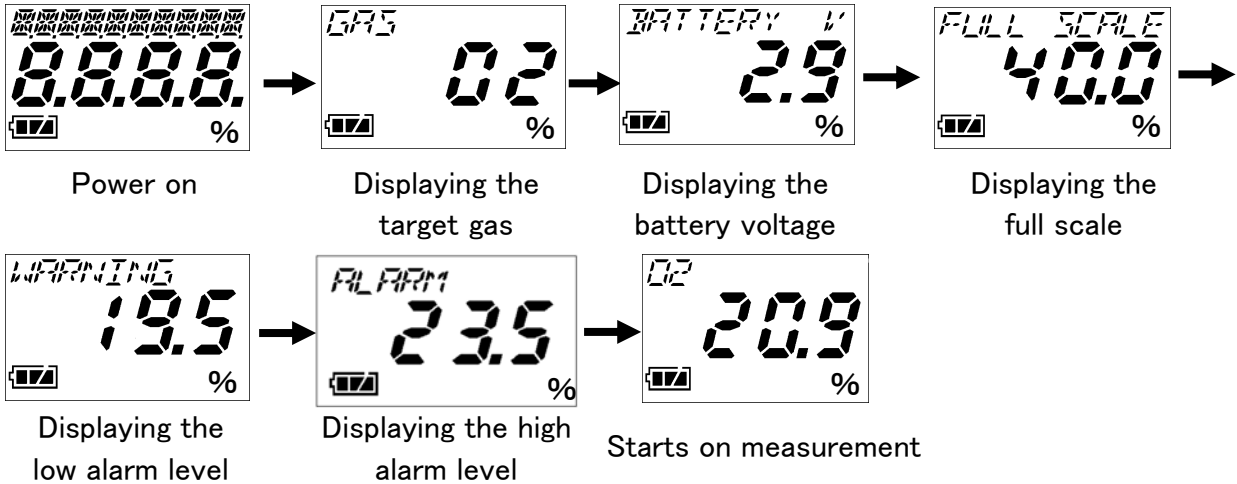 8.8.8.8.
%
GAS
02
%
BATTERY V
2.9
%
FULL SCALE
40.0
%
Power on
Displaying the
target gas
Displaying the
battery voltage
Displaying the
full scale
WARNING
19.5
%
ALARM
23.5
%
O2
20.9
%
Displaying the
low alarm level
Displaying the high
alarm level
Starts on measurement